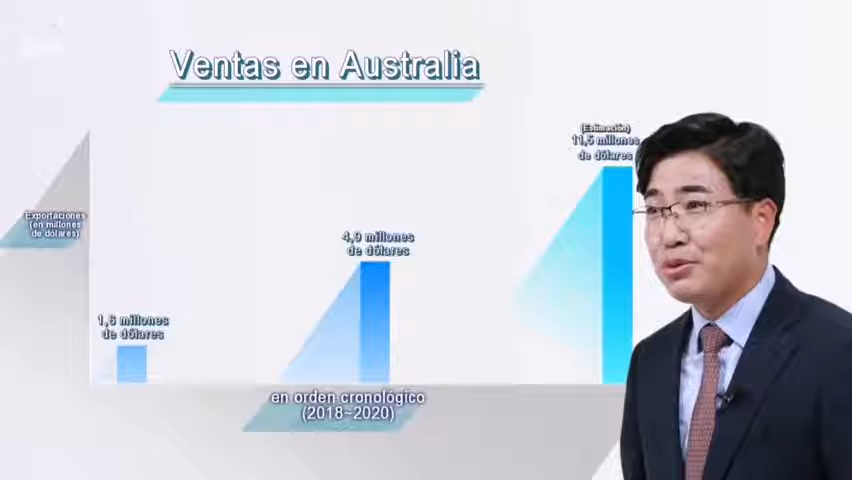 Ventas en Australia
(Estimación)
11,5 millones
de dólares
Exportaciones
(en millones
de dólares)
4,9 millones
de dólares
1,6 millones
de dólares
en orden cronológico
(2018~2020)